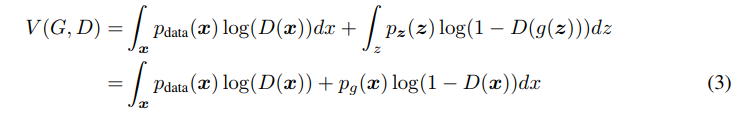 V(G, D) = ∫_x p_data(x) log(D(x))dx + ∫_z p_z(z) log(1 − D(g(z)))dz
= ∫_x p_data(x) log(D(x)) + p_g(x) log(1 − D(x))dx (3)